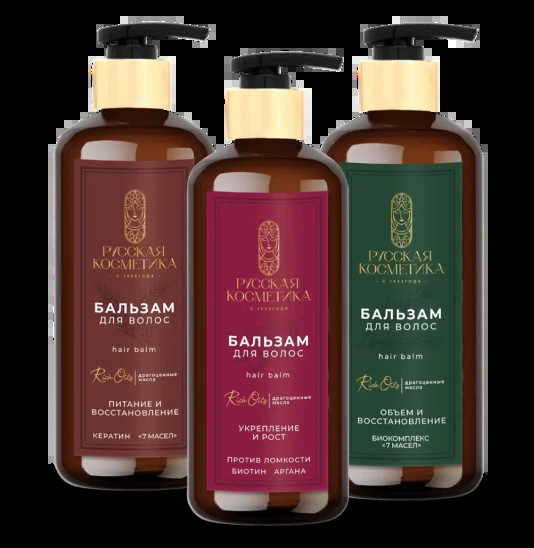 РУССКАЯ
КОСМЕТИКА
БАЛЬЗАМ
ДЛЯ ВОЛОС
hair balm
Rich Oils драгоценные
масла
ПИТАНИЕ И
ВОССТАНОВЛЕНИЕ
КЕРАТИН «7 МАСЕЛ»
РУССКАЯ
КОСМЕТИКА
БАЛЬЗАМ
ДЛЯ ВОЛОС
hair balm
Rich Oils драгоценные
масла
УКРЕПЛЕНИЕ
И РОСТ
ПРОТИВ ЛОМКОСТИ
БИОТИН АРГАНА
РУССКАЯ
КОСМЕТИКА
БАЛЬЗАМ
ДЛЯ ВОЛОС
hair balm
Rich Oils драгоценные
масла
ОБЪЕМ И
ВОССТАНОВЛЕНИЕ
БИОКОМПЛЕКС
«7 МАСЕЛ»